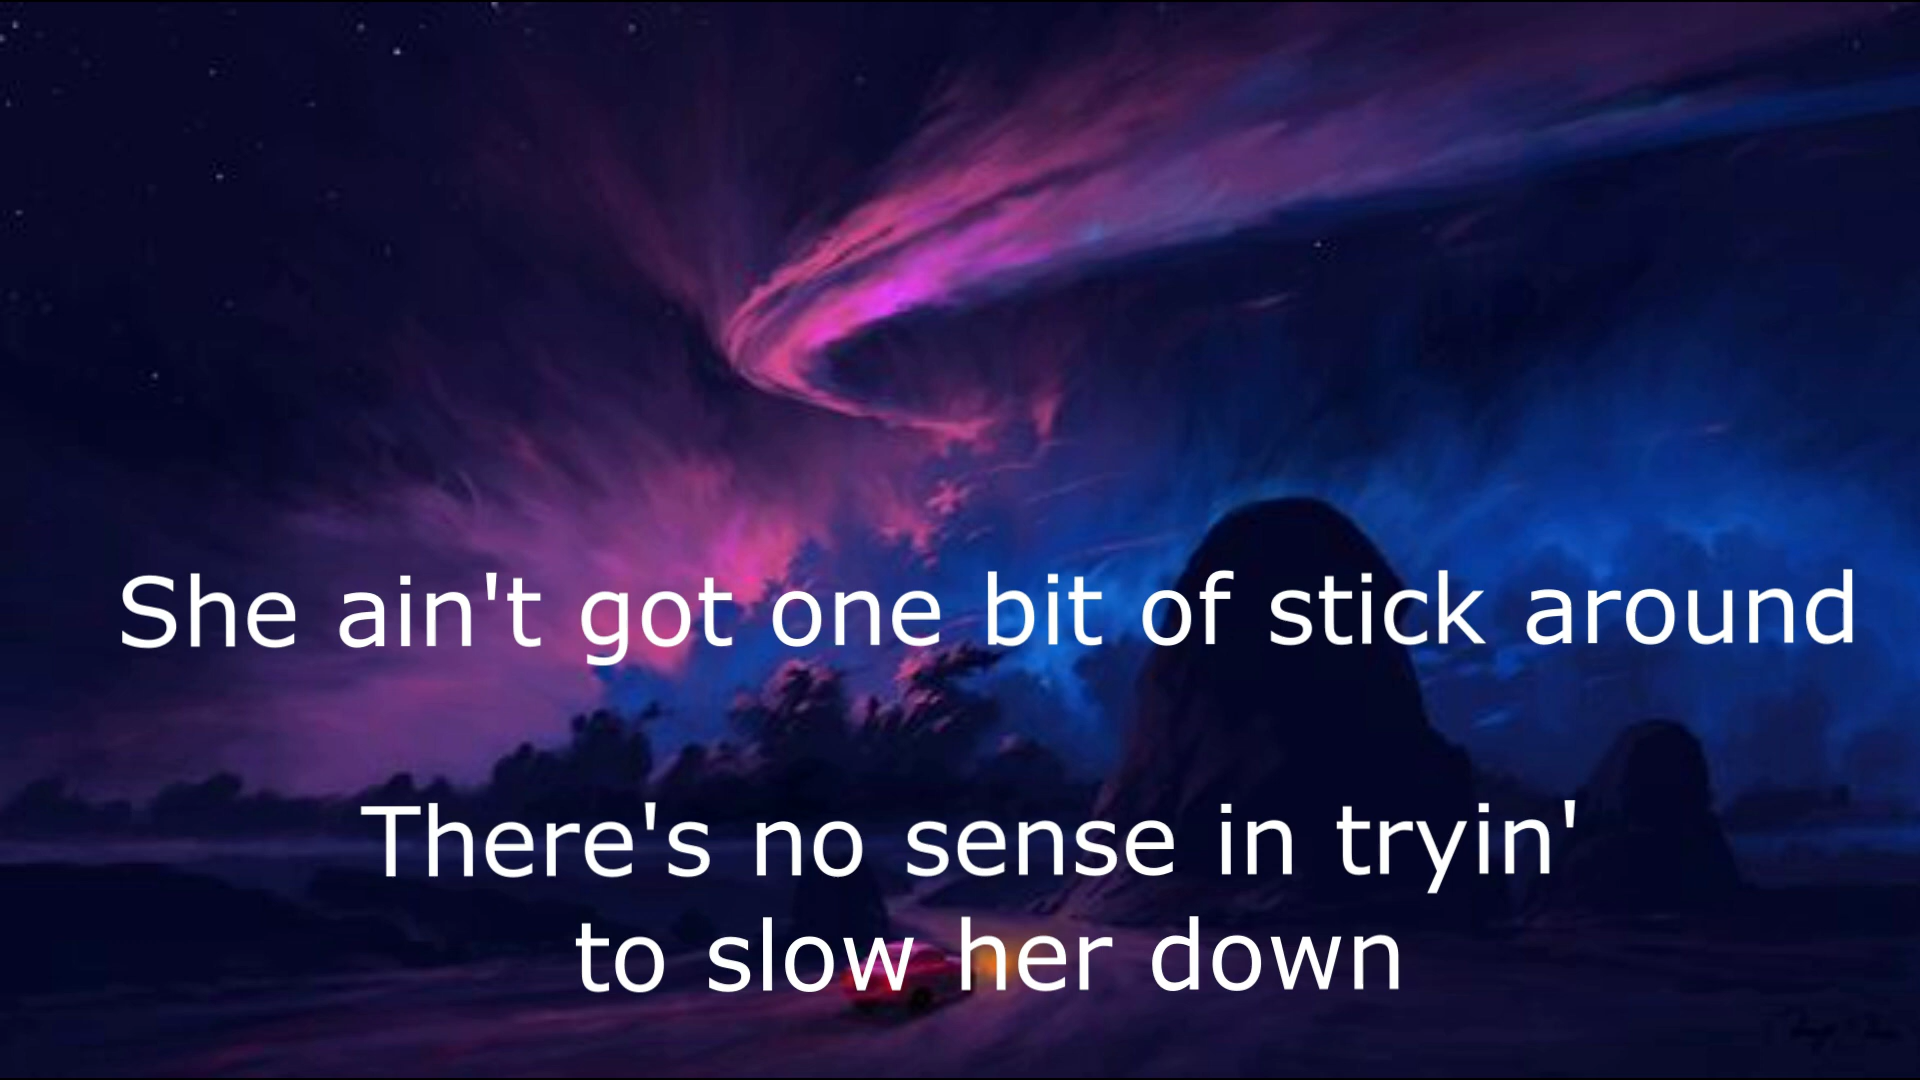 She ain't got one bit of stick around
There's no sense in tryin'
to slow her down